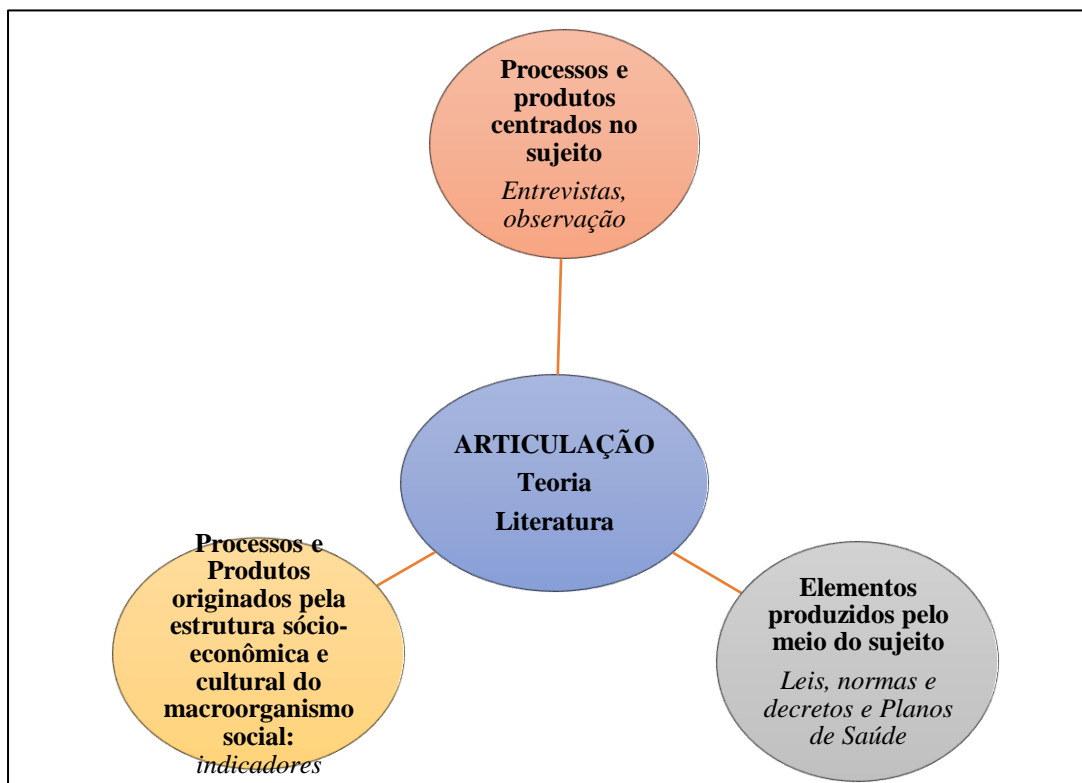 Processos e
produtos
centrados no
sujeito
Entrevistas,
observação
ARTICULAÇÃO
Teoria
Literatura
Processos e
Produtos
originados pela
estrutura sócio-
econômica e
cultural do
macroorganismo
social:
indicadores
Elementos
produzidos pelo
meio do sujeito
Leis, normas e
decretos e Planos
de Saúde